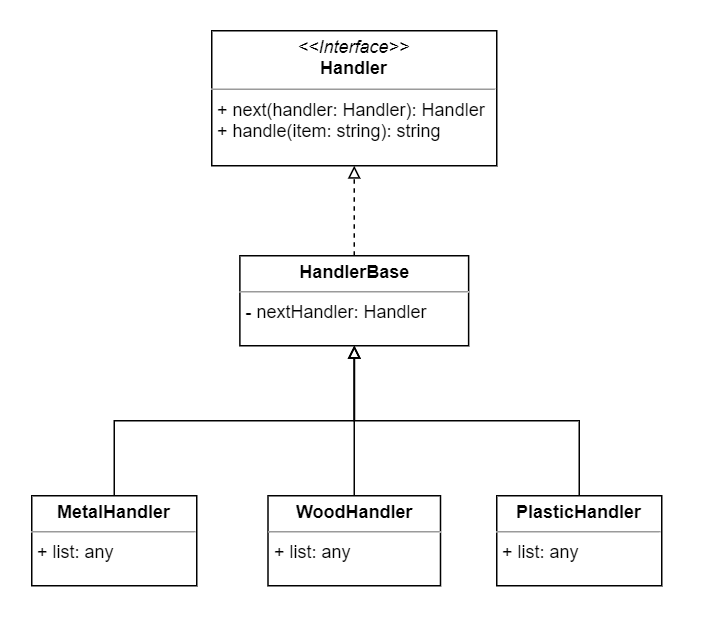 <<Interface>>
Handler
+ next(handler: Handler): Handler
+ handle(item: string): string
HandlerBase
- nextHandler: Handler
MetalHandler
+ list: any
WoodHandler
+ list: any
PlasticHandler
+ list: any